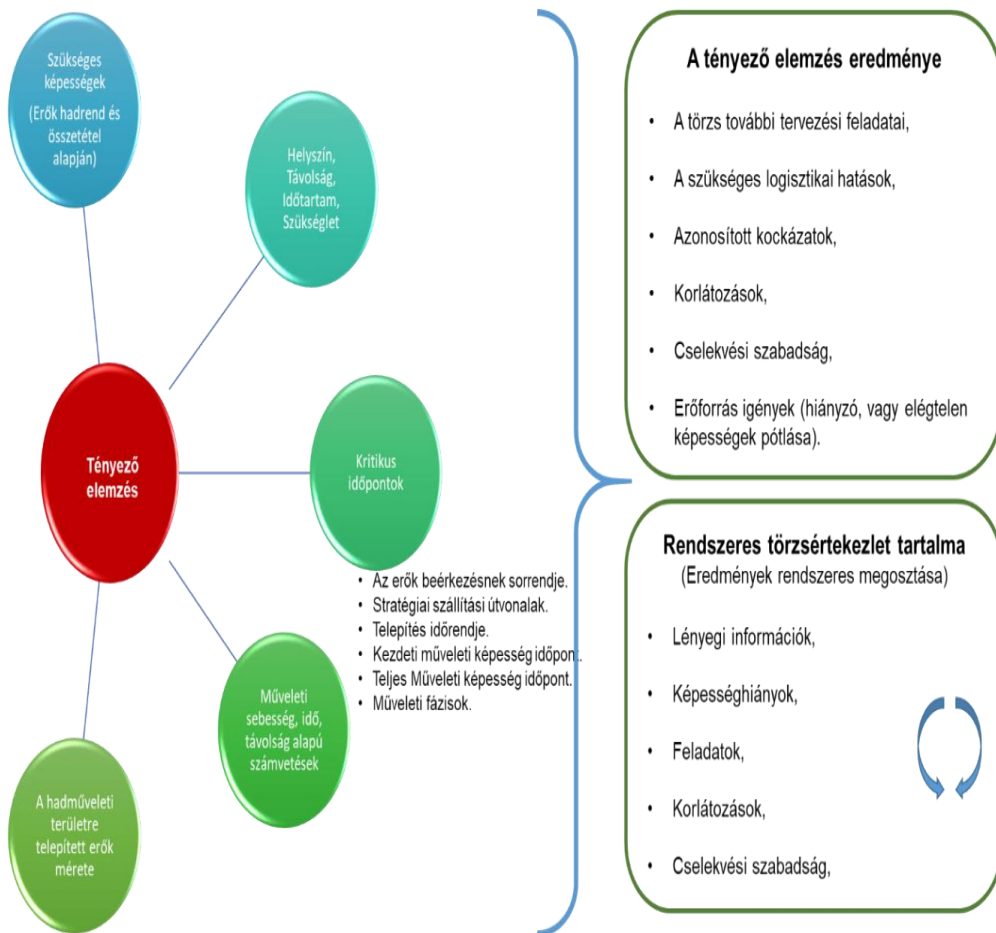 Szükséges
képességek
(Erők hadrend és
összetétel
alapján)
Helyszín,
Távolság,
Időtartam,
Szükséglet
Tényező
elemzés
Kritikus
időpontok
• Az erők beérkezésnek sorrendje.
• Stratégiai szállítási útvonalak.
• Telepítés időrendje.
• Kezdeti műveleti képesség időpont.
• Teljes Műveleti képesség időpont.
• Műveleti fázisok.
Műveleti
sebesség, idő,
távolság alapú
számvetések
A hadműveleti
területre
telepített erők
mérete
A tényező elemzés eredménye
• A törzs további tervezési feladatai,
• A szükséges logisztikai hatások,
• Azonosított kockázatok,
• Korlátozások,
• Cselekvési szabadság,
• Erőforrás igények (hiányzó, vagy elégtelen
képességek pótlása).
Rendszeres törzsértekezlet tartalma
(Eredmények rendszeres megosztása)
• Lényegi információk,
• Képességhiányok,
• Feladatok,
• Korlátozások,
• Cselekvési szabadság,